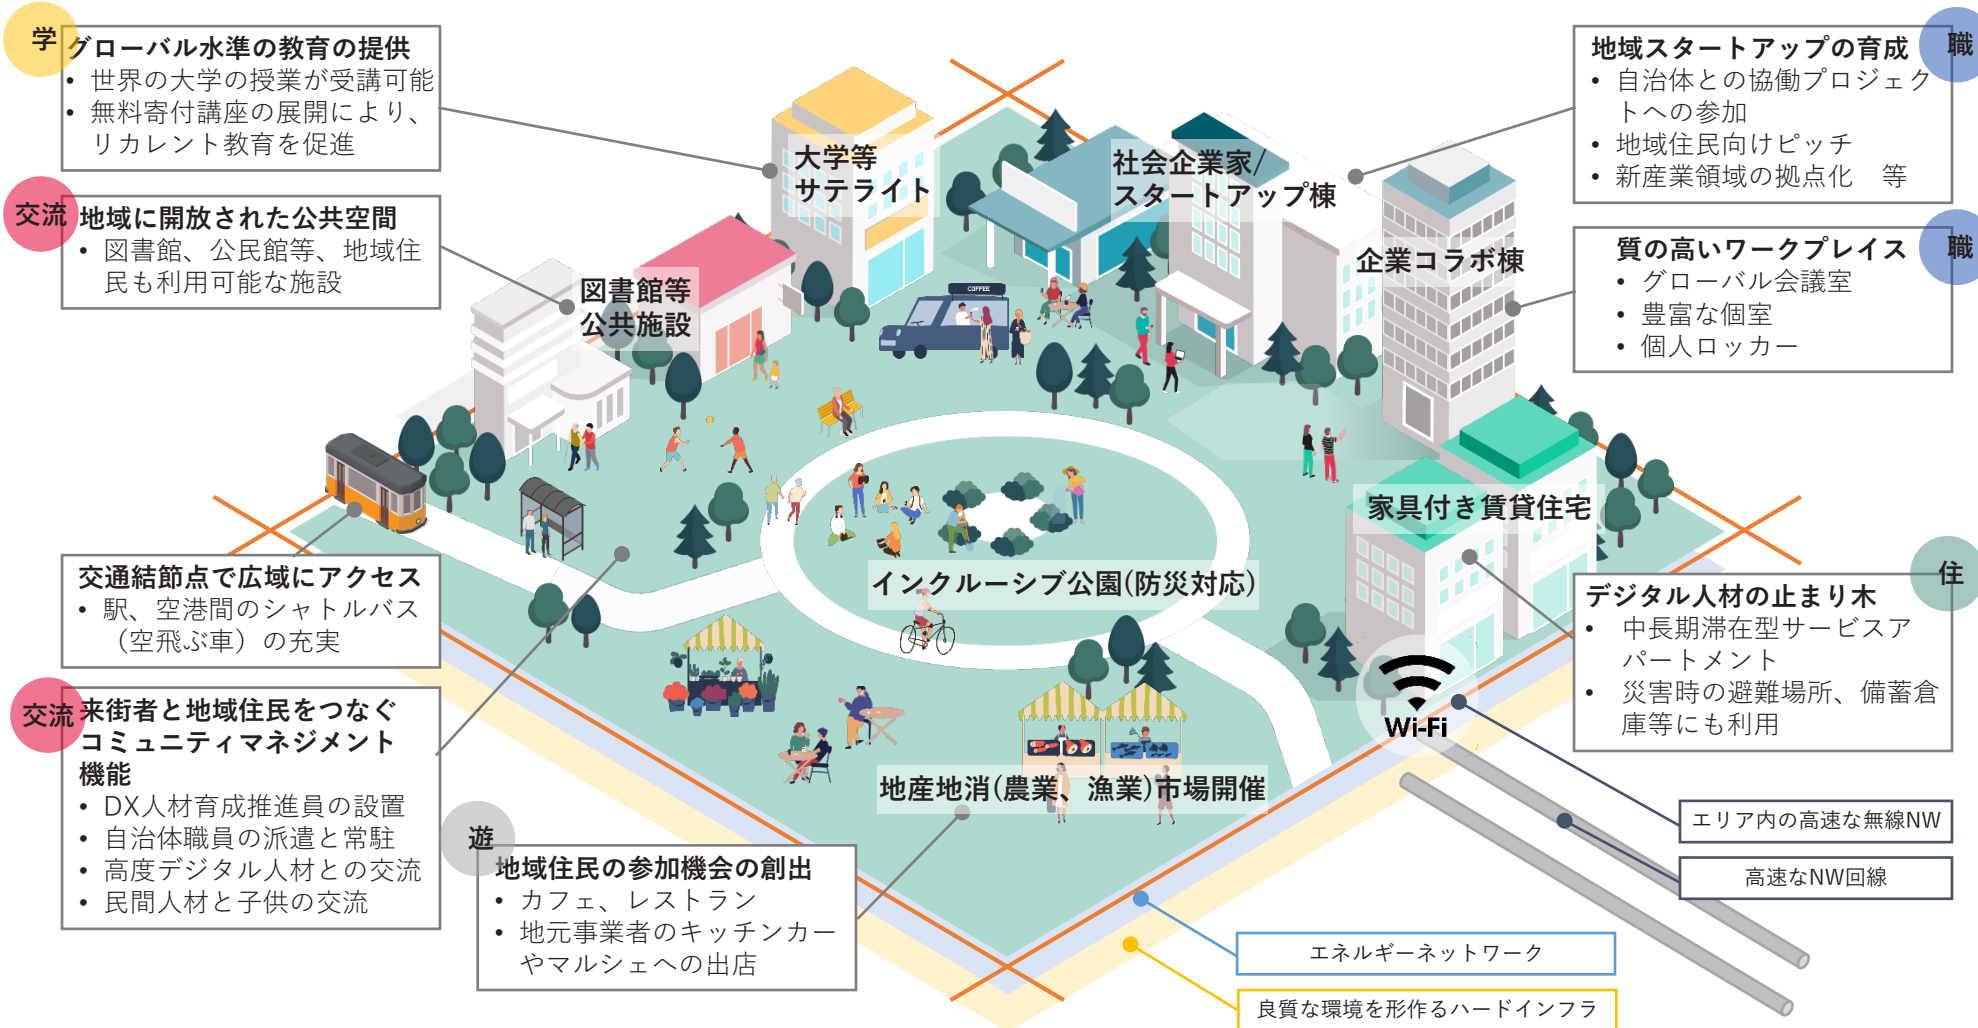 学
グローバル水準の教育の提供
• 世界の大学の授業が受講可能
• 無料寄付講座の展開により、
リカレント教育を促進
交流
地域に開放された公共空間
• 図書館、公民館等、地域住
民も利用可能な施設
交通結節点で広域にアクセス
• 駅、空港間のシャトルバス
（空飛ぶ車）の充実
交流
来街者と地域住民をつなぐ
コミュニティマネジメント
機能
• DX人材育成推進員の設置
• 自治体職員の派遣と常駐
• 高度デジタル人材との交流
• 民間人材と子供の交流
遊
地域住民の参加機会の創出
• カフェ、レストラン
• 地元事業者のキッチンカー
やマルシェへの出店
大学等
サテライト
図書館等
公共施設
COFFEE
社会企業家/
スタートアップ棟
企業コラボ棟
家具付き賃貸住宅
インクルーシブ公園(防災対応)
地産地消(農業、漁業)市場開催
Wi-Fi
職
地域スタートアップの育成
• 自治体との協働プロジェク
トへの参加
• 地域住民向けピッチ
• 新産業領域の拠点化　等
職
質の高いワークプレイス
• グローバル会議室
• 豊富な個室
• 個人ロッカー
住
デジタル人材の止まり木
• 中長期滞在型サービスア
パートメント
• 災害時の避難場所、備蓄倉
庫等にも利用
エリア内の高速な無線NW
高速なNW回線
エネルギーネットワーク
良質な環境を形作るハードインフラ